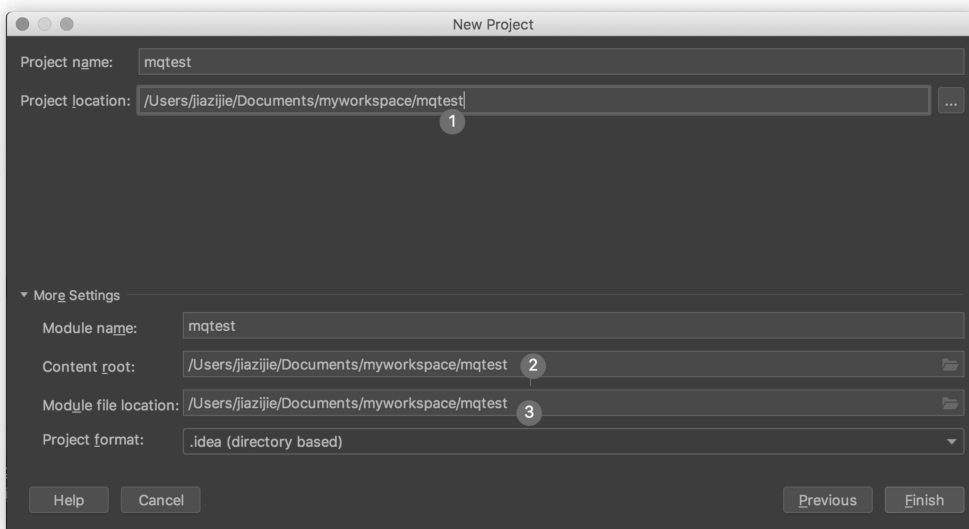 New Project
Project name: mqtest
Project location: /Users/jiazijie/Documents/myworkspace/mqtest ...
1
More Settings
Module name: mqtest
Content root: /Users/jiazijie/Documents/myworkspace/mqtest 2
Module file location: /Users/jiazijie/Documents/myworkspace/mqtest 3
Project format: .idea (directory based)
Help Cancel Previous Finish